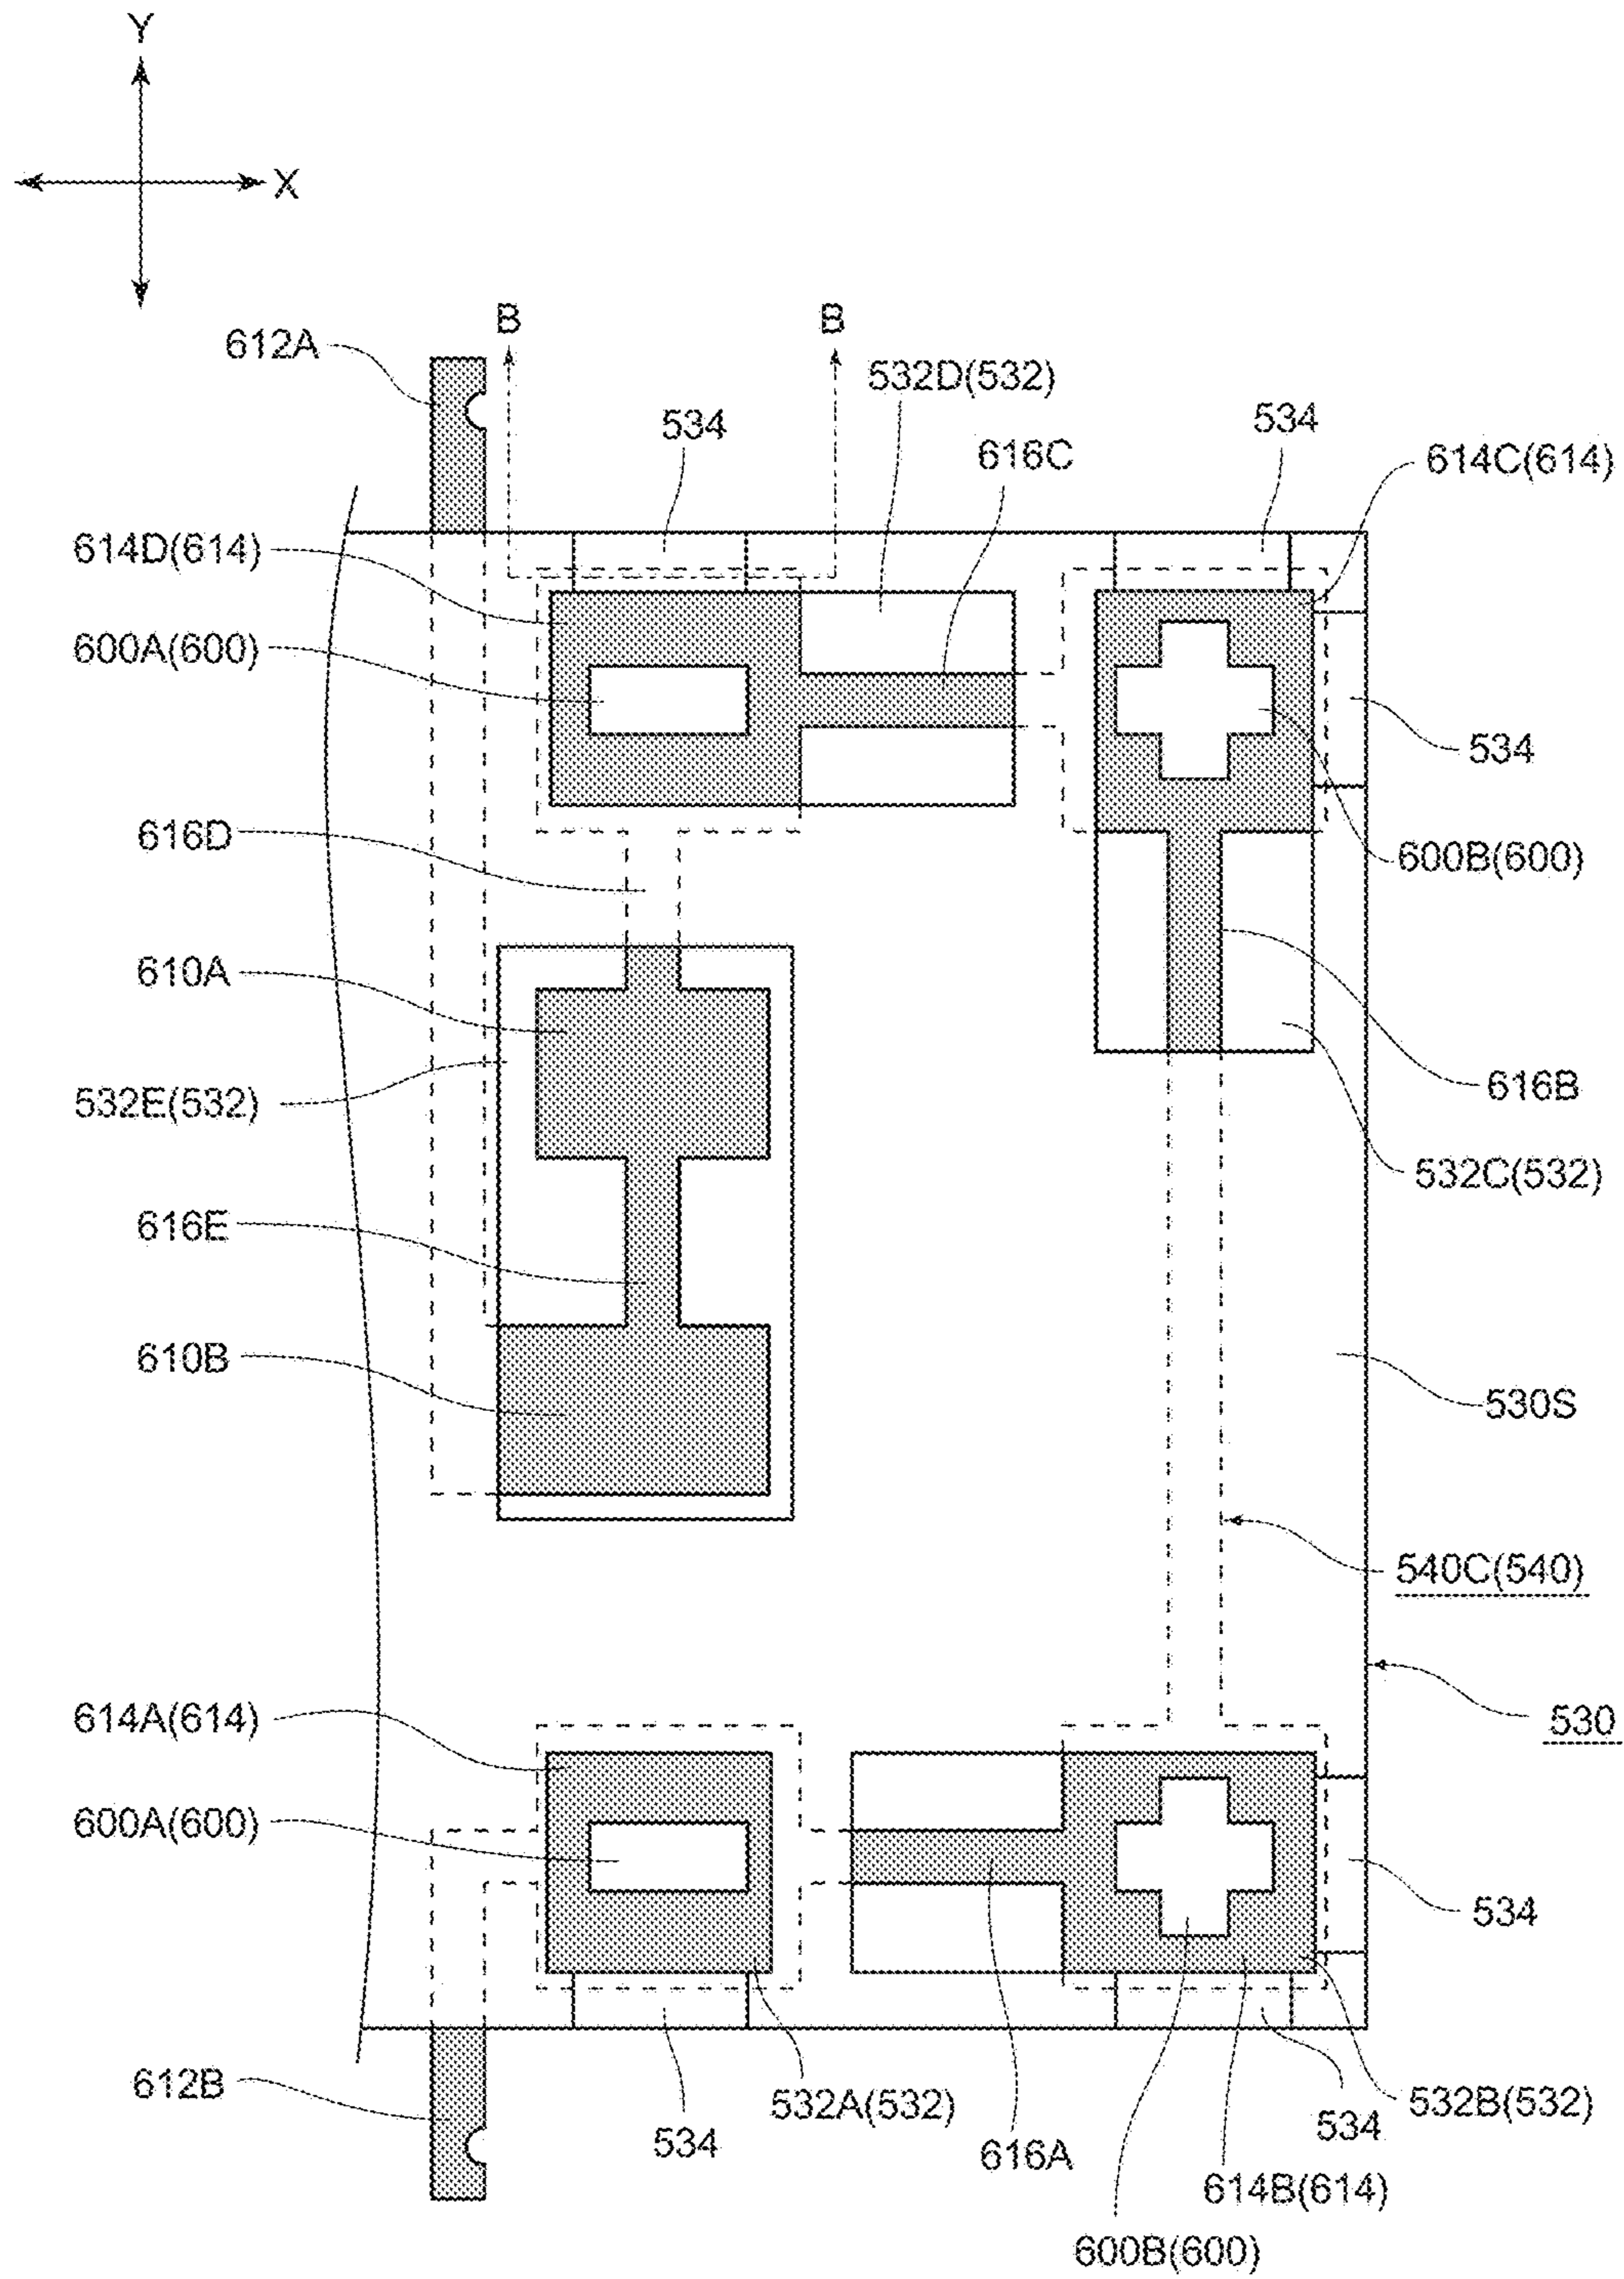 Y
X
B B
612A
532D(532)
534 534
616C
614C(614)
614D(614)
600A(600)
534
616D
600B(600)
610A
616B
532E(532)
532C(532)
616E
610B
530S
540C(540)
614A(614)
530
600A(600)
534
612B
532A(532)
532B(532)
534
534
616A
614B(614)
600B(600)